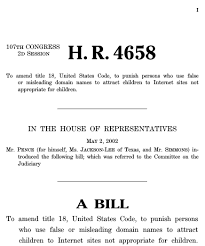 I
107TH CONGRESS
2D SESSION
H. R. 4658
To amend title 18, United States Code, to punish persons who use false
or misleading domain names to attract children to Internet sites not
appropriate for children.
IN THE HOUSE OF REPRESENTATIVES
MAY 2, 2002
Mr. PENCE (for himself, Ms. JACKSON-LEE of Texas, and Mr. SIMMONS) in-
troduced the following bill; which was referred to the Committee on the
Judiciary
A BILL
To amend title 18, United States Code, to punish persons
who use false or misleading domain names to attract
children to Internet sites not appropriate for children.